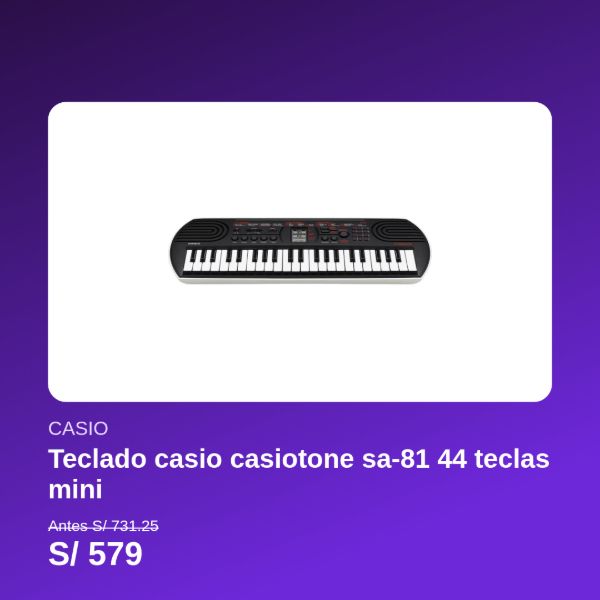 CASIO
Teclado casio casiotone sa-81 44 teclas
mini
Antes S/ 731.25
S/ 579